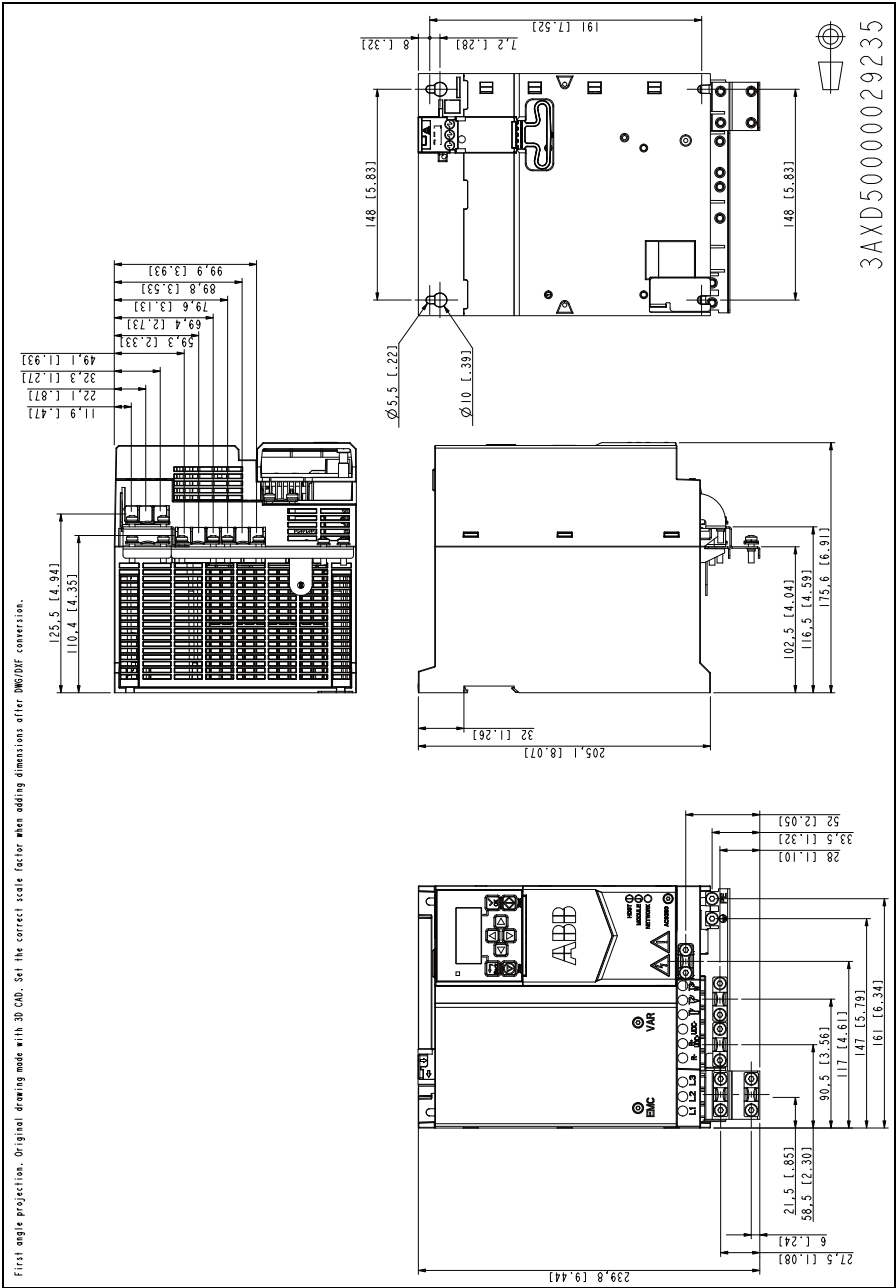 191 [7.52]
8 [.32]
7,2 [.28]
148 [5.83]
148 [5.83]
Ø5,5 [.22]
Ø10 [.39]
3AXD50000029235
99,9 [3.93]
89,8 [3.53]
79,6 [3.13]
69,4 [2.73]
59,3 [2.33]
49,1 [1.93]
32,3 [1.27]
22,1 [.87]
11,9 [.47]
125,5 [4.94]
110,4 [4.35]
102,5 [4.04]
116,5 [4.59]
175,6 [6.91]
32 [1.26]
205,1 [8.07]
52 [2.05]
33,5 [1.32]
28 [1.10]
ABB
HOST
MODULE
NETWORK
ACS380
VAR
EMC
L1 L2 L3
R-
UDC-
90,5 [3.56]
117 [4.61]
147 [5.79]
161 [6.34]
21,5 [.85]
58,5 [2.30]
6 [.24]
27,5 [1.08]
239,8 [9.44]
First angle projection. Original drawing made with 3D CAD. Set the correct scale factor when adding dimensions after DWG/DXF conversion.